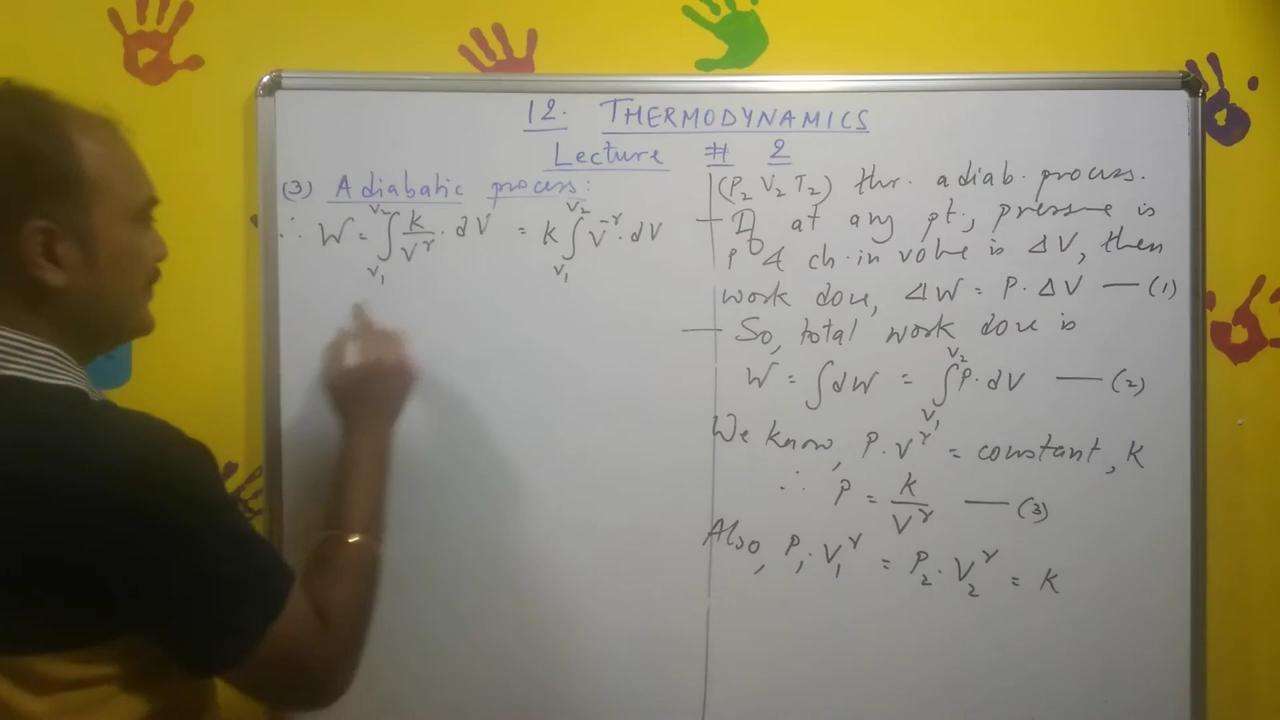 12. THERMODYNAMICS
Lecture # 2
(3) Adiabatic process:
∴ W = ∫_{V₁}^{V₂} K/V^γ · dV = K ∫_{V₁}^{V₂} V^{-γ} · dV
(P₂ V₂ T₂) thr. adiab. process.
— If at any pt., pressure is
P & ch. in volume is ΔV, then
work done, ΔW = P. ΔV — (1)
— So, total work done is
W = ∫dW = ∫_{V₁}^{V₂} P. dV — (2)
We know, P. V^γ = constant, K
∴ P = K/V^γ — (3)
Also, P₁. V₁^γ = P₂. V₂^γ = K